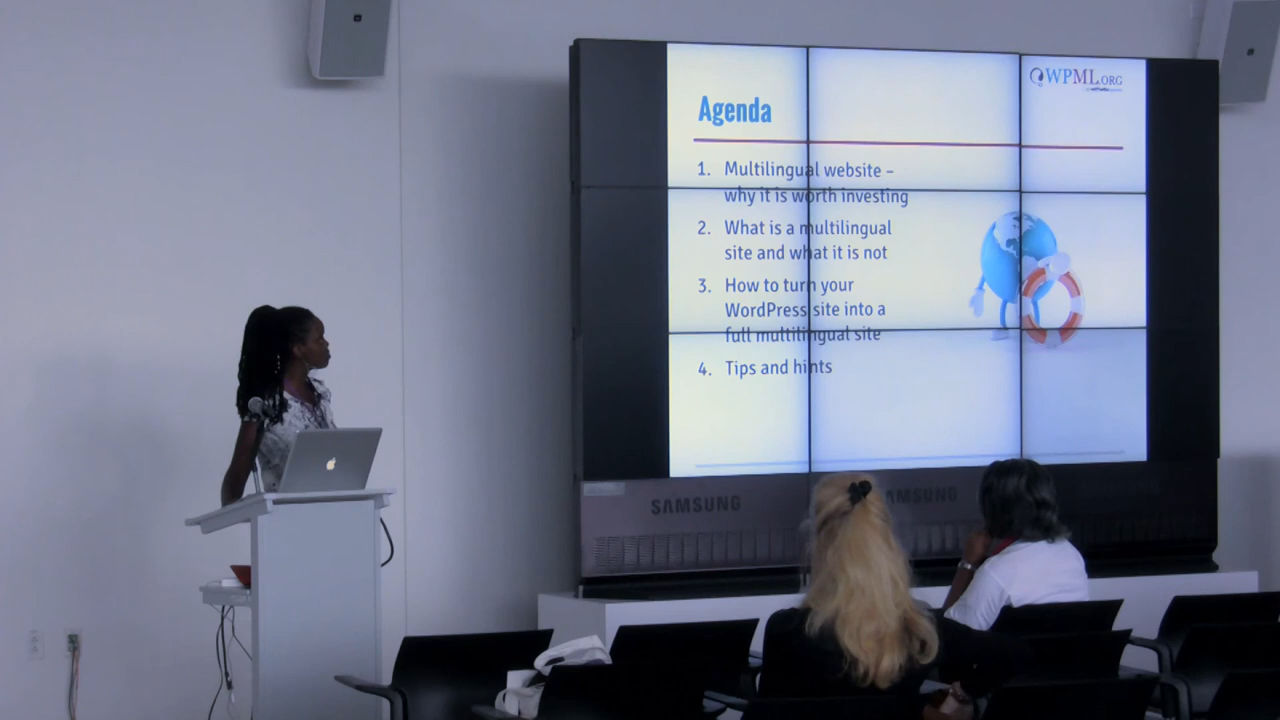 WPML.ORG
Agenda
1. Multilingual website –
why it is worth investing
2. What is a multilingual
site and what it is not
3. How to turn your
WordPress site into a
full multilingual site
4. Tips and hints
SAMSUNG
SAMSUNG